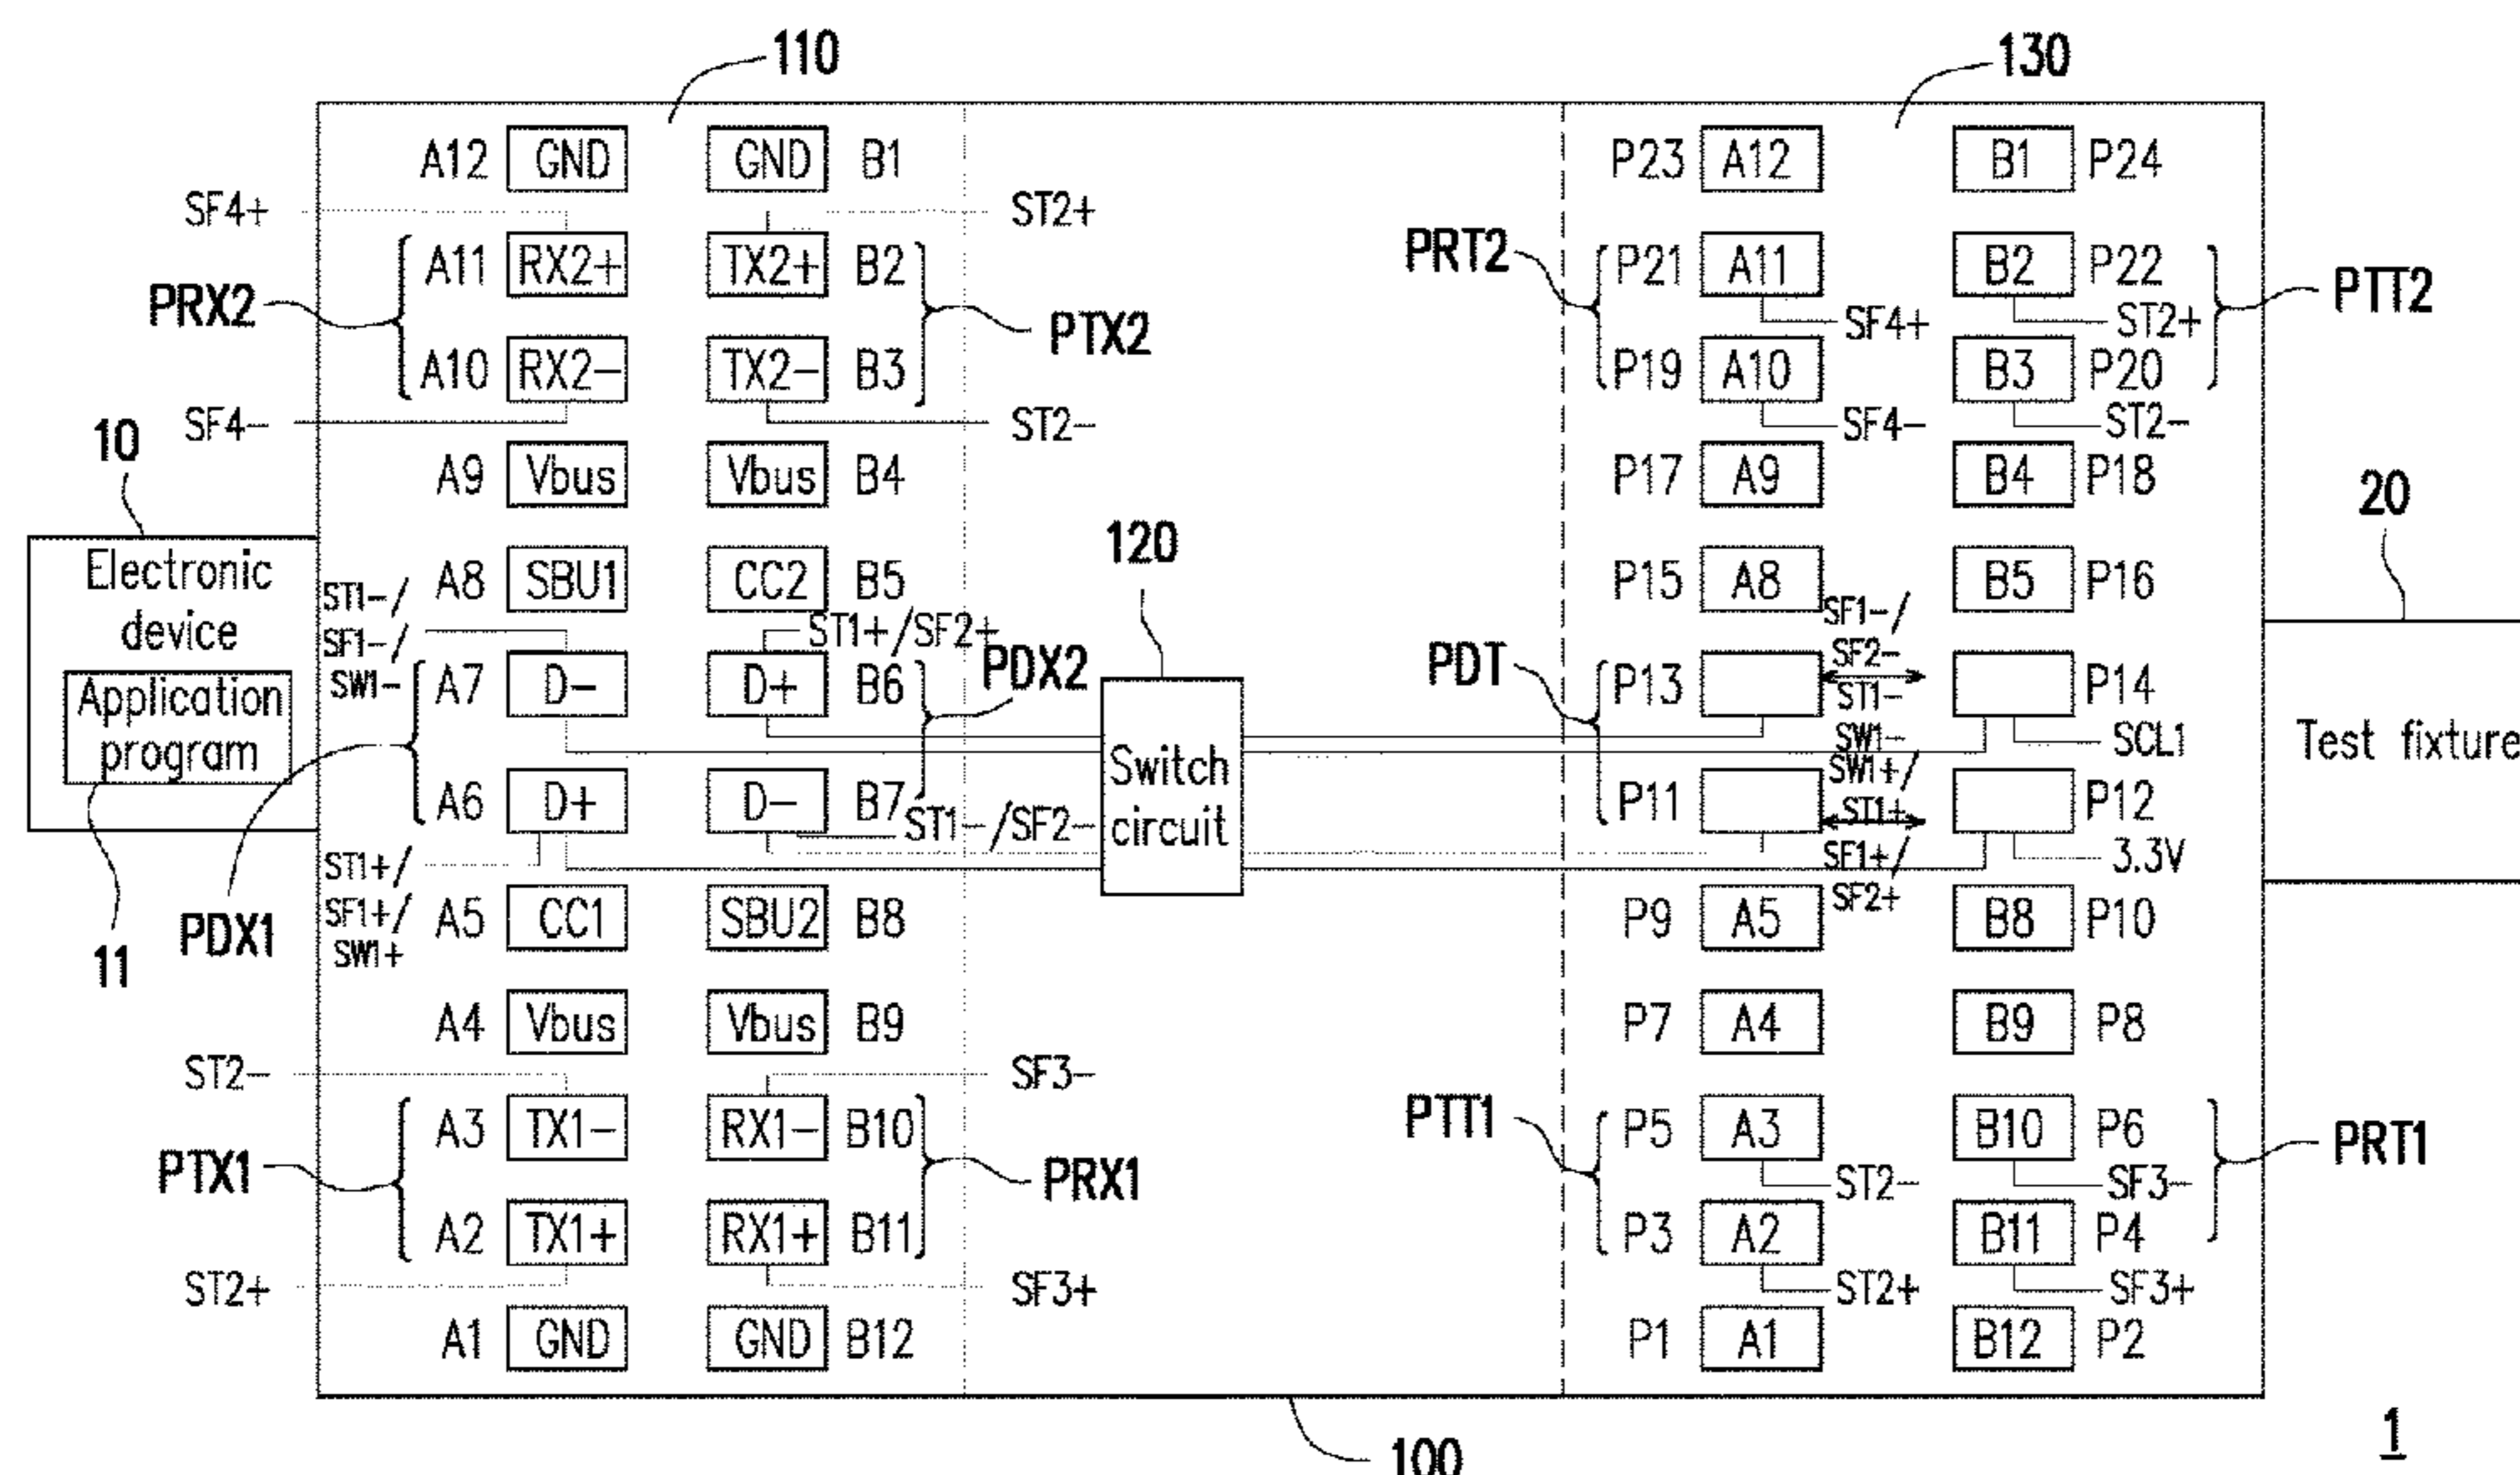 110
130
A12 GND GND B1 P23 A12 B1 P24
SF4+ ST2+
A11 RX2+ TX2+ B2 PRT2 P21 A11 B2 P22 PTT2
PRX2 PTX2 SF4+ ST2+
A10 RX2- TX2- B3 P19 A10 B3 P20
SF4- ST2- SF4- ST2-
10
A9 Vbus Vbus B4 P17 A9 B4 P18
20
120
Electronic
device
A8 SBU1 CC2 B5 P15 A8 B5 P16
ST1-/
SF1-/
SW1-
ST1+/SF2+
SF1-/
SF2-
ST1-
SW1-
A7 D- D+ B6 PDX2 PDT P13 P14
Application
program
SCL1
Test fixture
Switch
circuit
SW1+/
ST1+
SF1+/
SF2+
A6 D+ D- B7 P11 P12
ST1-/SF2-
3.3V
ST1+/
SF1+/
SW1+
PDX1
11
A5 CC1 SBU2 B8 P9 A5 B8 P10
A4 Vbus Vbus B9 P7 A4 B9 P8
ST2- SF3-
A3 TX1- RX1- B10 PTT1 P5 A3 B10 P6 PRT1
PTX1 PRX1 ST2- SF3-
A2 TX1+ RX1+ B11 P3 A2 B11 P4
ST2+ SF3+ ST2+ SF3+
A1 GND GND B12 P1 A1 B12 P2
100
1